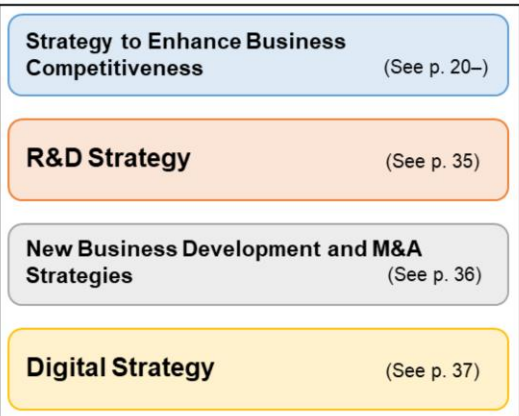 Strategy to Enhance Business
Competitiveness (See p. 20–)
R&D Strategy (See p. 35)
New Business Development and M&A
Strategies (See p. 36)
Digital Strategy (See p. 37)